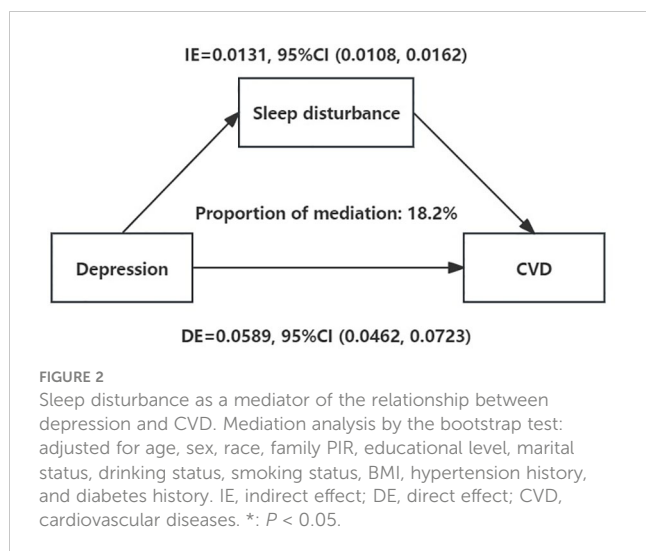 IE=0.0131, 95%CI (0.0108, 0.0162)
Sleep disturbance
Proportion of mediation: 18.2%
Depression
CVD
DE=0.0589, 95%CI (0.0462, 0.0723)
FIGURE 2
Sleep disturbance as a mediator of the relationship between
depression and CVD. Mediation analysis by the bootstrap test:
adjusted for age, sex, race, family PIR, educational level, marital
status, drinking status, smoking status, BMI, hypertension history,
and diabetes history. IE, indirect effect; DE, direct effect; CVD,
cardiovascular diseases. *: P < 0.05.